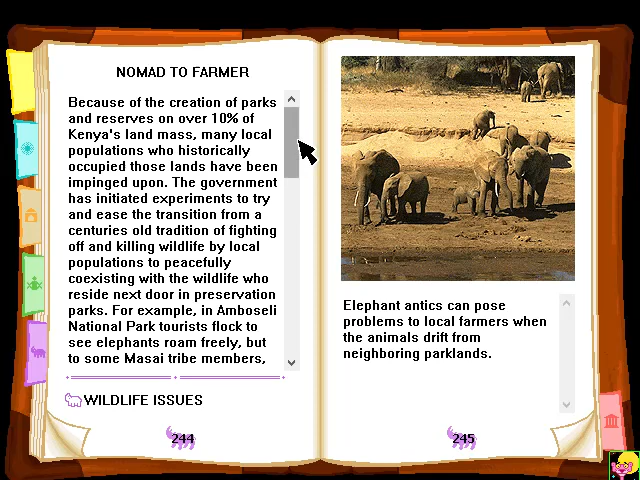 NOMAD TO FARMER
Because of the creation of parks
and reserves on over 10% of
Kenya's land mass, many local
populations who historically
occupied those lands have been
impinged upon. The government
has initiated experiments to try
and ease the transition from a
centuries old tradition of fighting
off and killing wildlife by local
populations to peacefully
coexisting with the wildlife who
reside next door in preservation
parks. For example, in Amboseli
National Park tourists flock to
see elephants roam freely, but
to some Masai tribe members,
WILDLIFE ISSUES
244
Elephant antics can pose
problems to local farmers when
the animals drift from
neighboring parklands.
245